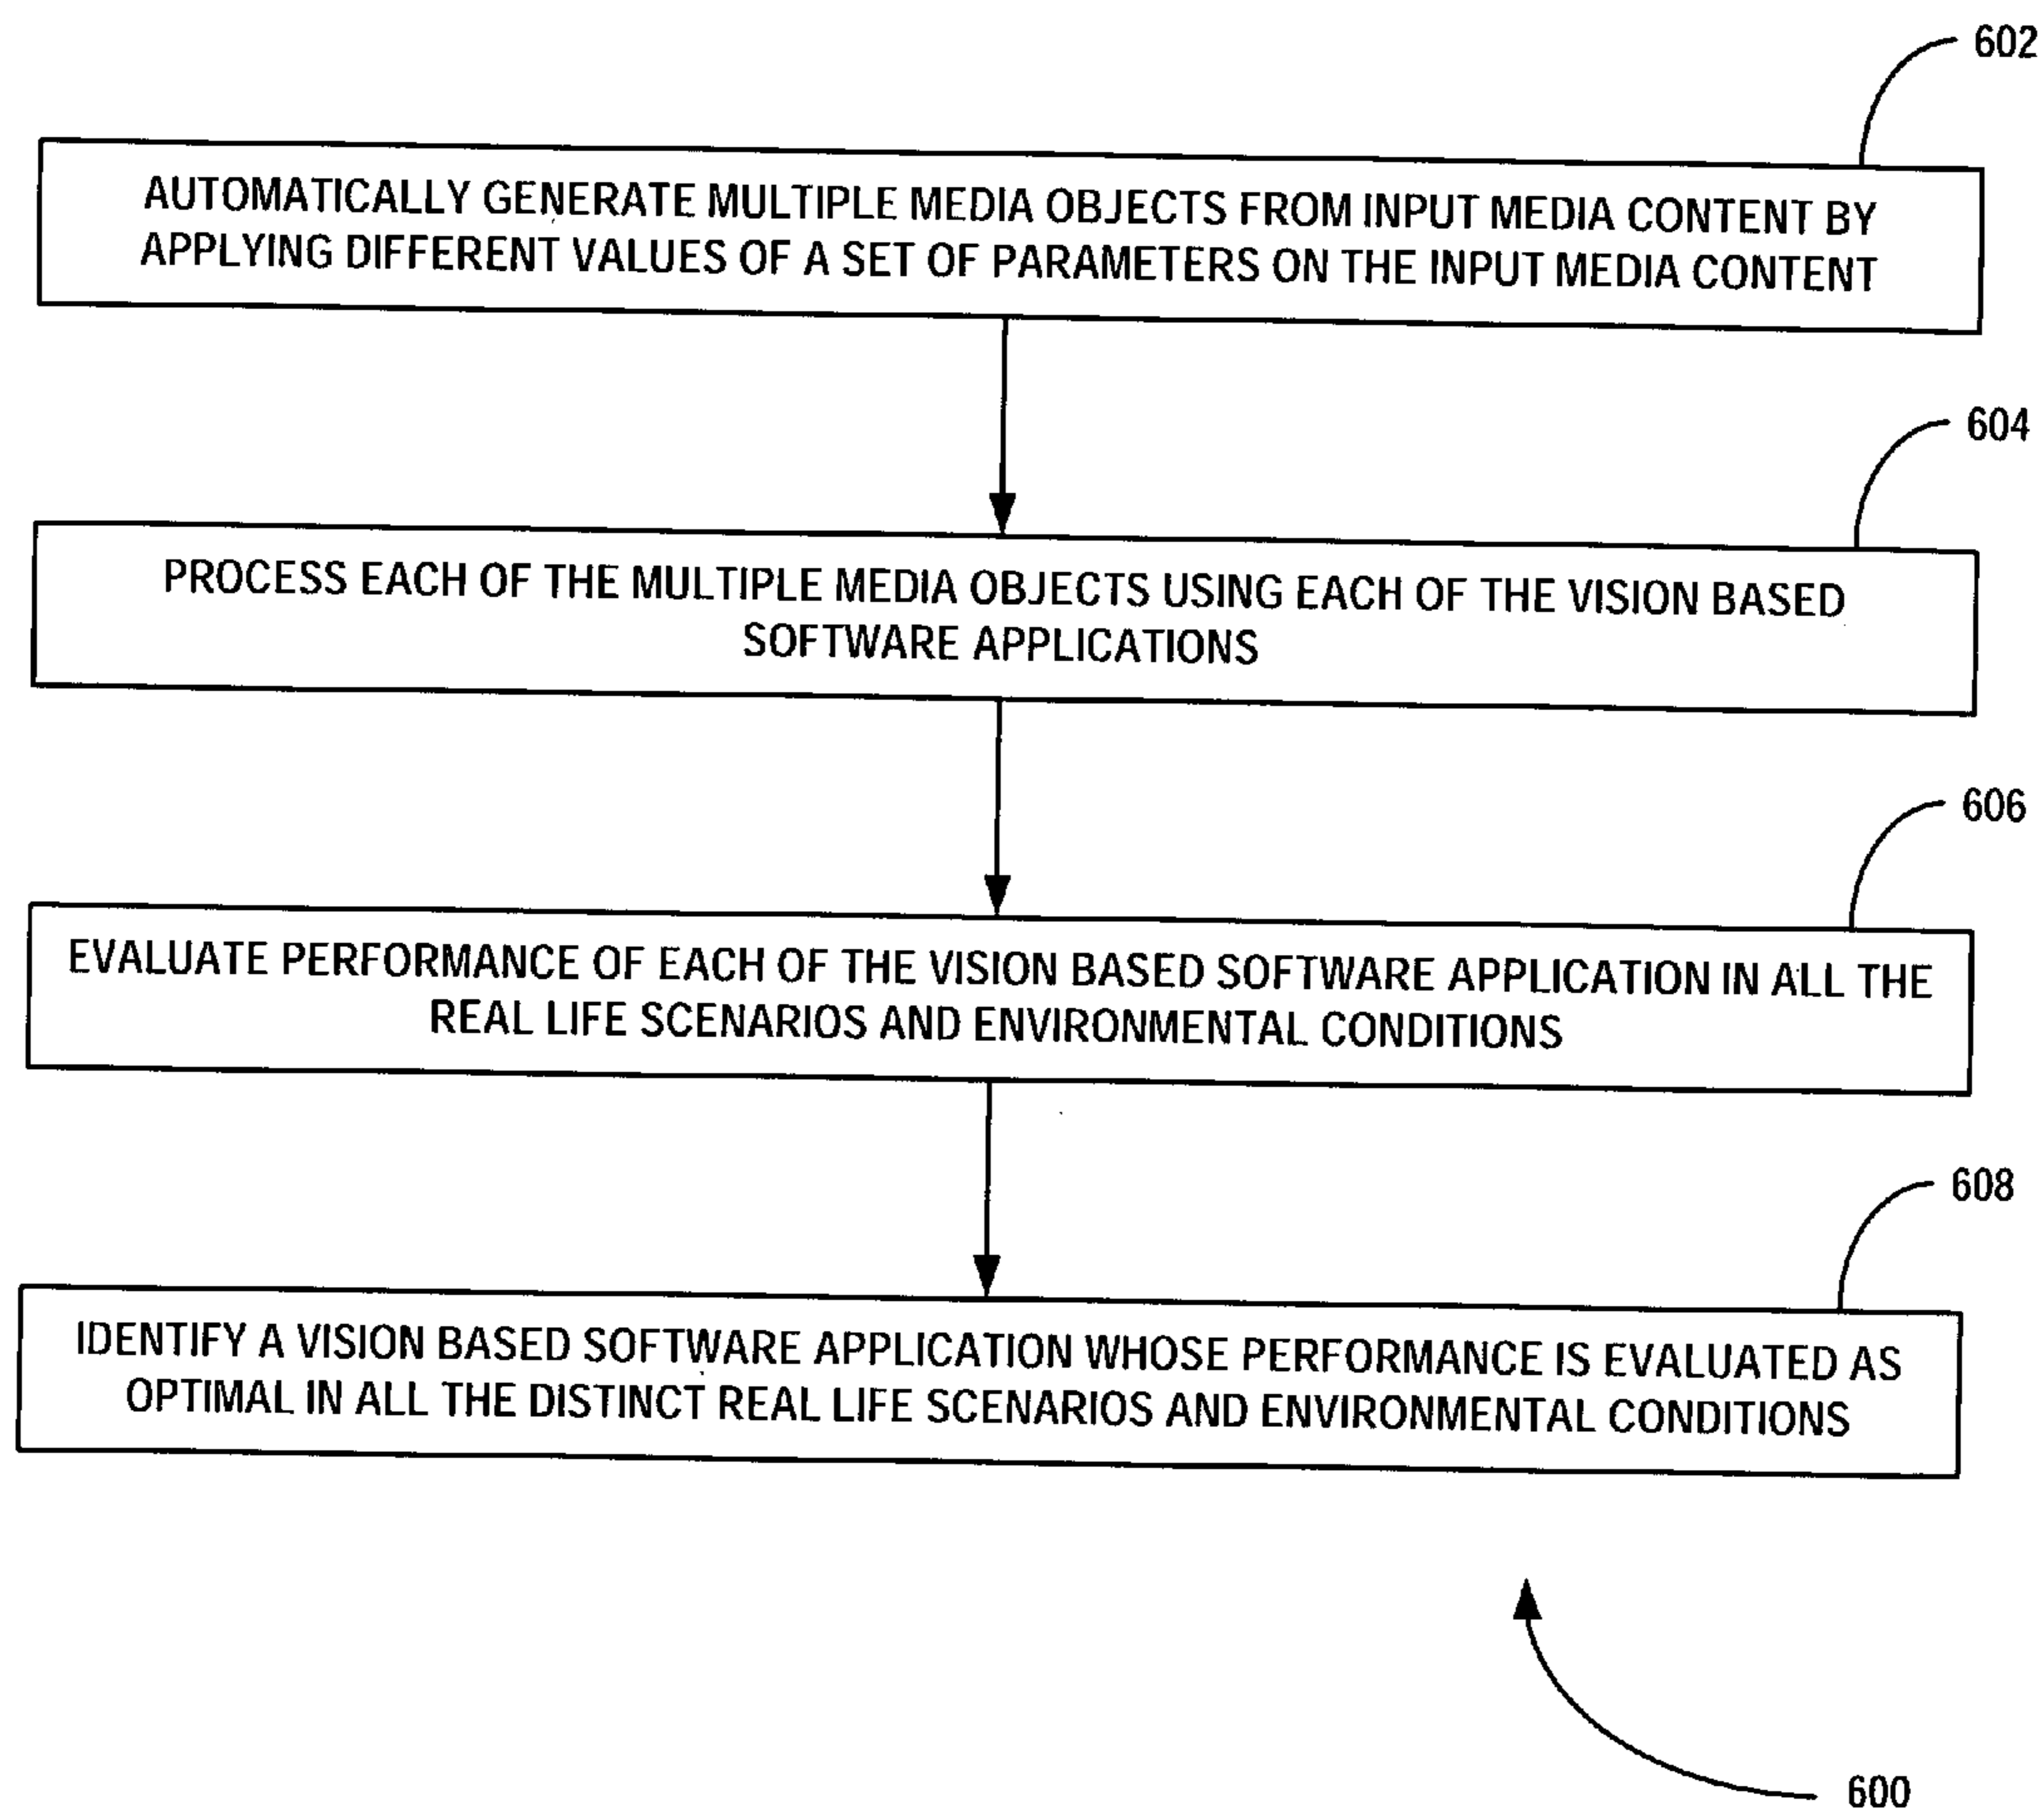 602
AUTOMATICALLY GENERATE MULTIPLE MEDIA OBJECTS FROM INPUT MEDIA CONTENT BY
APPLYING DIFFERENT VALUES OF A SET OF PARAMETERS ON THE INPUT MEDIA CONTENT
604
PROCESS EACH OF THE MULTIPLE MEDIA OBJECTS USING EACH OF THE VISION BASED
SOFTWARE APPLICATIONS
606
EVALUATE PERFORMANCE OF EACH OF THE VISION BASED SOFTWARE APPLICATION IN ALL THE
REAL LIFE SCENARIOS AND ENVIRONMENTAL CONDITIONS
608
IDENTIFY A VISION BASED SOFTWARE APPLICATION WHOSE PERFORMANCE IS EVALUATED AS
OPTIMAL IN ALL THE DISTINCT REAL LIFE SCENARIOS AND ENVIRONMENTAL CONDITIONS
600